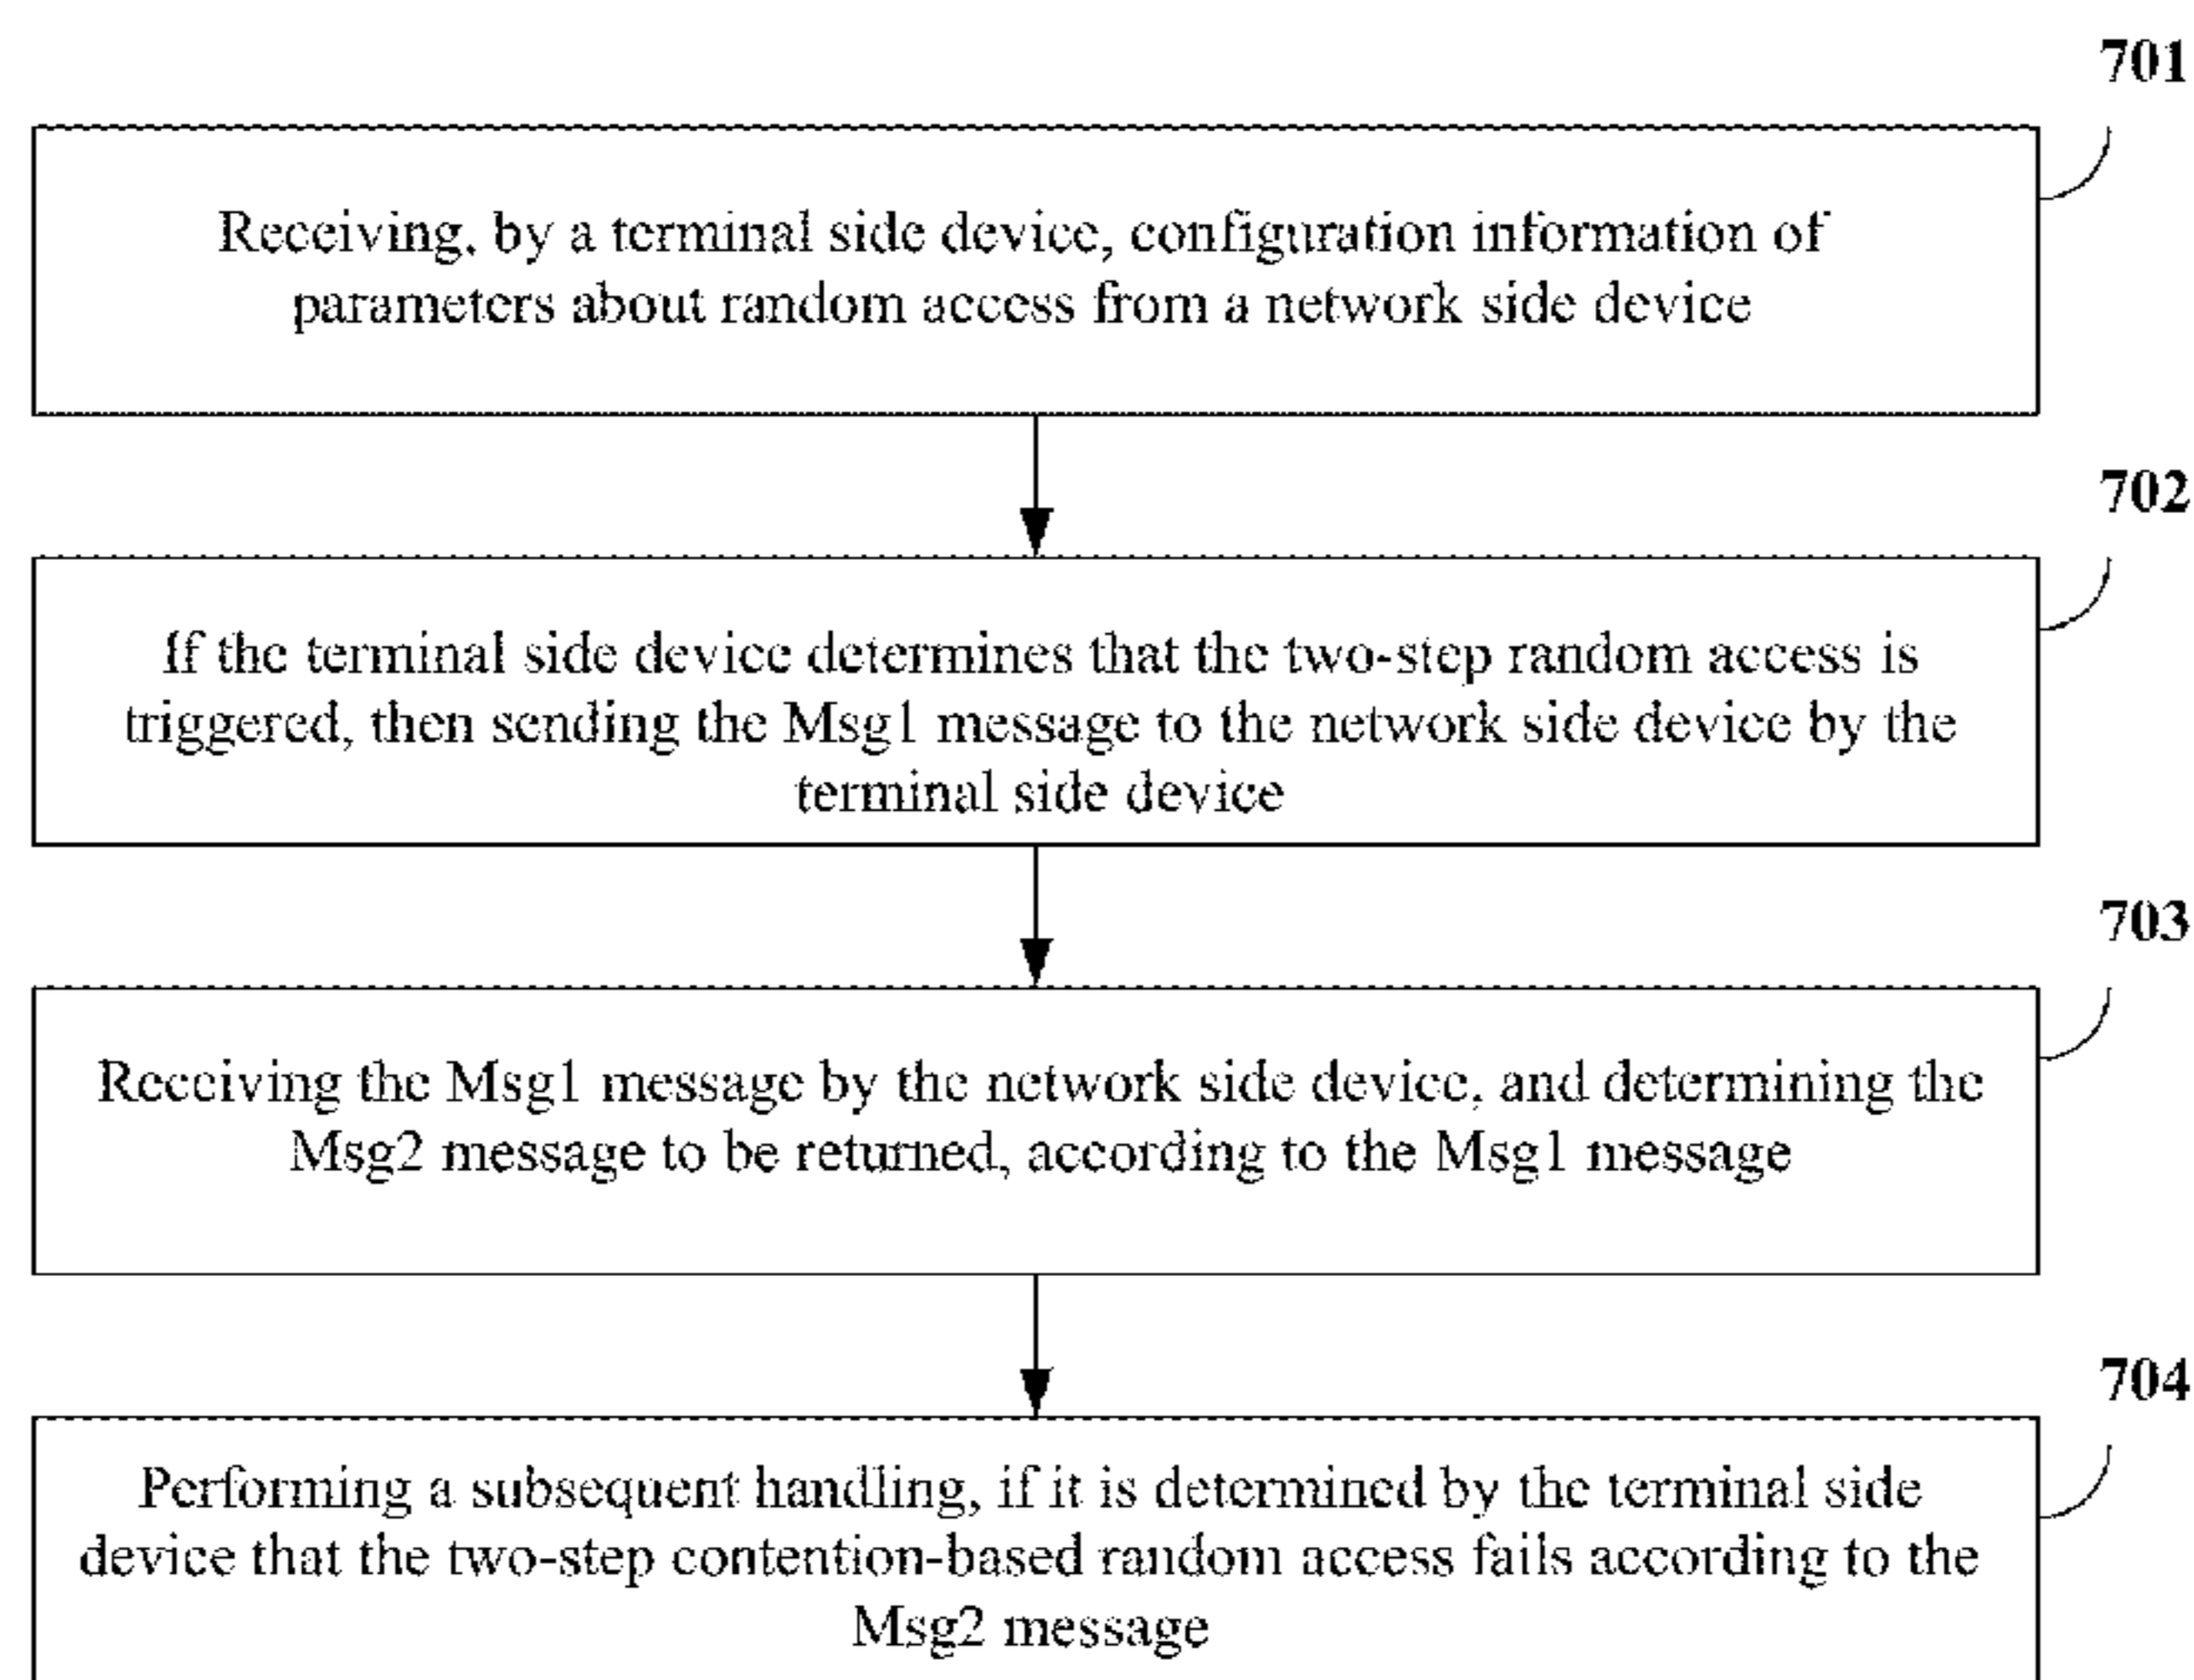 701
Receiving, by a terminal side device, configuration information of
parameters about random access from a network side device
702
If the terminal side device determines that the two-step random access is
triggered, then sending the Msg1 message to the network side device by the
terminal side device
703
Receiving the Msg1 message by the network side device, and determining the
Msg2 message to be returned, according to the Msg1 message
704
Performing a subsequent handling, if it is determined by the terminal side
device that the two-step contention-based random access fails according to the
Msg2 message